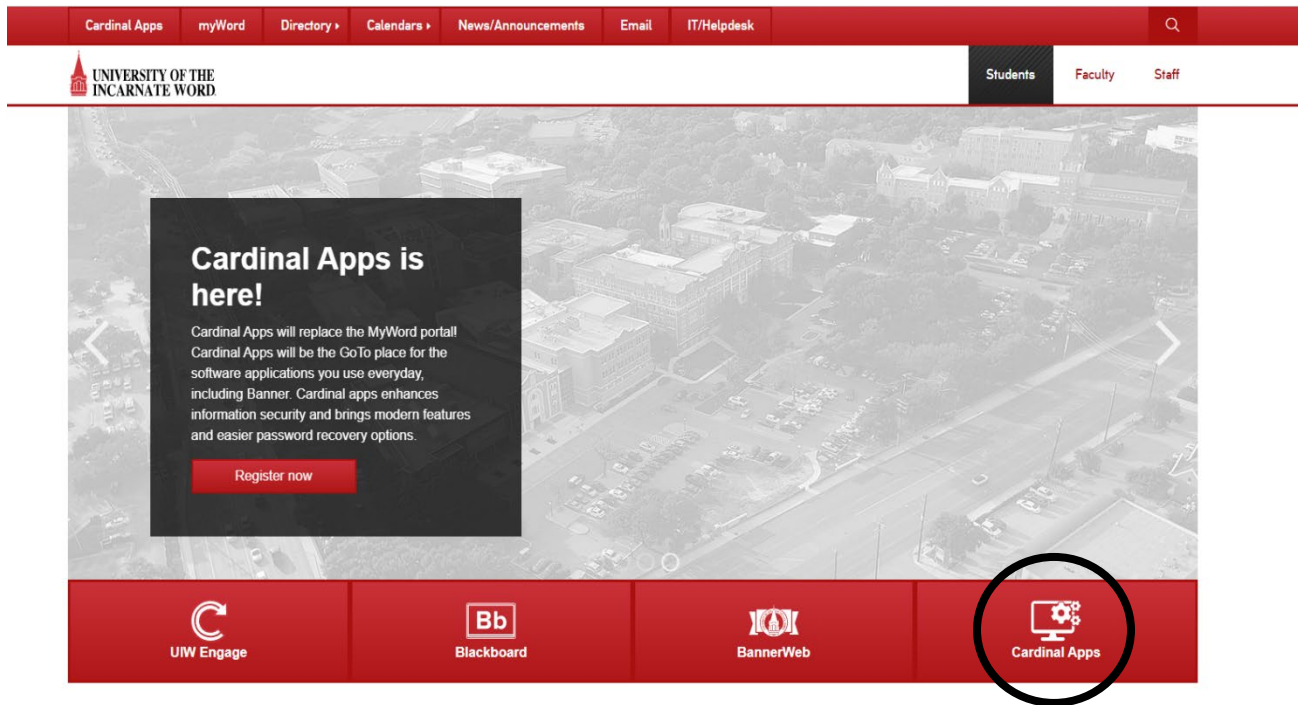 Cardinal Apps myWord Directory Calendars News/Announcements Email IT/Helpdesk
UNIVERSITY OF THE
INCARNATE WORD
Students Faculty Staff
Cardinal Apps is
here!
Cardinal Apps will replace the MyWord portal!
Cardinal Apps will be the GoTo place for the
software applications you use everyday,
including Banner. Cardinal apps enhances
information security and brings modern features
and easier password recovery options.
Register now
Bb
UIW Engage Blackboard BannerWeb Cardinal Apps